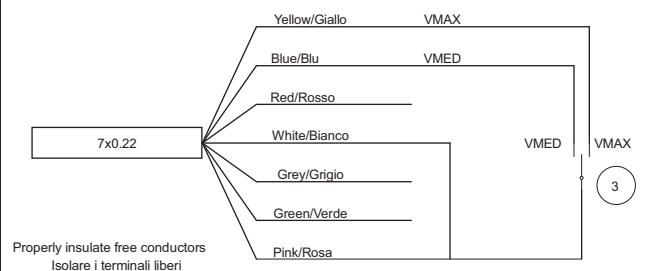 Yellow/Giallo VMAX
Blue/Blu VMED
Red/Rosso
White/Bianco
7x0.22
VMED VMAX
Grey/Grigio
3
Green/Verde
Pink/Rosa
Properly insulate free conductors
Isolare i terminali liberi